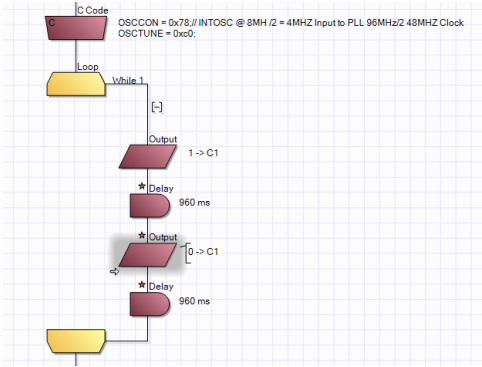 C Code
C
OSCCON = 0x78;// INTOSC @ 8MH /2 = 4MHZ Input to PLL 96MHz/2 48MHZ Clock
OSCTUNE = 0xc0;
Loop
While 1
[-]
Output
1 -> C1
Delay
960 ms
Output
0 -> C1
Delay
960 ms